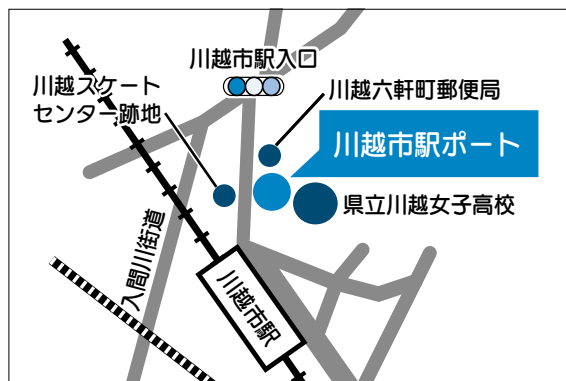 川越市駅入口
川越スケート
センター跡地
川越六軒町郵便局
川越市駅ポート
県立川越女子高校
入間川街道
川越市駅